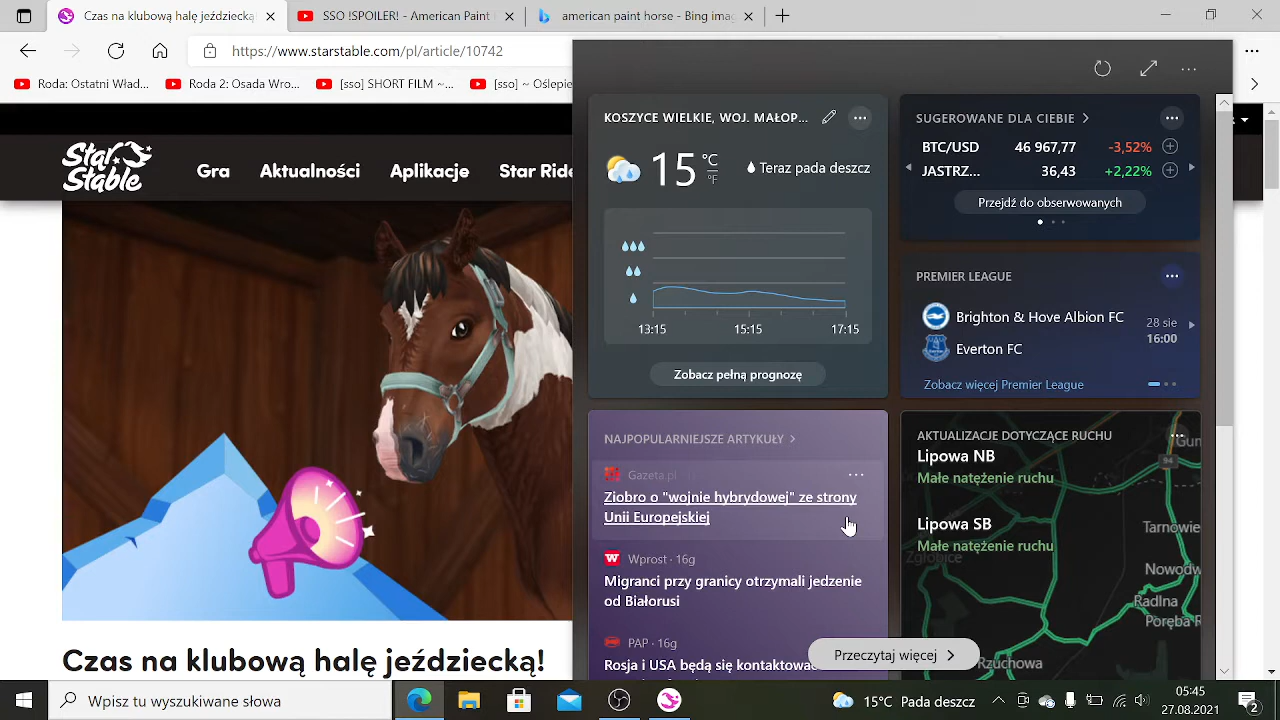 Czas na klubową halę jeździecką
SSO ISPOILER! - American Paint
american paint horse - Bing imag
https://www.starstable.com/pl/article/10742
Roda: Ostatni Wład...
Roda 2: Osada Wro...
[sso] SHORT FILM ~...
[sso] ~ Oślepie
Star Stable
Gra
Aktualności
Aplikacje
Star Ride
Czas na klubową halę jeździecką!
KOSZYCE WIELKIE, WOJ. MAŁOP...
15 °C °F
Teraz pada deszcz
13:15 15:15 17:15
Zobacz pełną prognozę
SUGEROWANE DLA CIEBIE
BTC/USD 46 967,77 -3,52%
JASTRZ... 36,43 +2,22%
Przejdź do obserwowanych
PREMIER LEAGUE
Brighton & Hove Albion FC
Everton FC
28 sie
16:00
Zobacz więcej Premier League
NAJPOPULARNIEJSZE ARTYKUŁY
Gazeta.pl
Ziobro o "wojnie hybrydowej" ze strony
Unii Europejskiej
Wprost · 16g
Migranci przy granicy otrzymali jedzenie
od Białorusi
PAP · 16g
Rosja i USA będą się kontaktowa
Przeczytaj więcej
AKTUALIZACJE DOTYCZĄCE RUCHU
Lipowa NB
Małe natężenie ruchu
Lipowa SB
Małe natężenie ruchu
94
Gum
Tarnowie
Zgłobice
Nowodw
Radlna
Poręba R
Rzuchowa
Wpisz tu wyszukiwane słowa
15°C Pada deszcz
05:45
27.08.2021
2